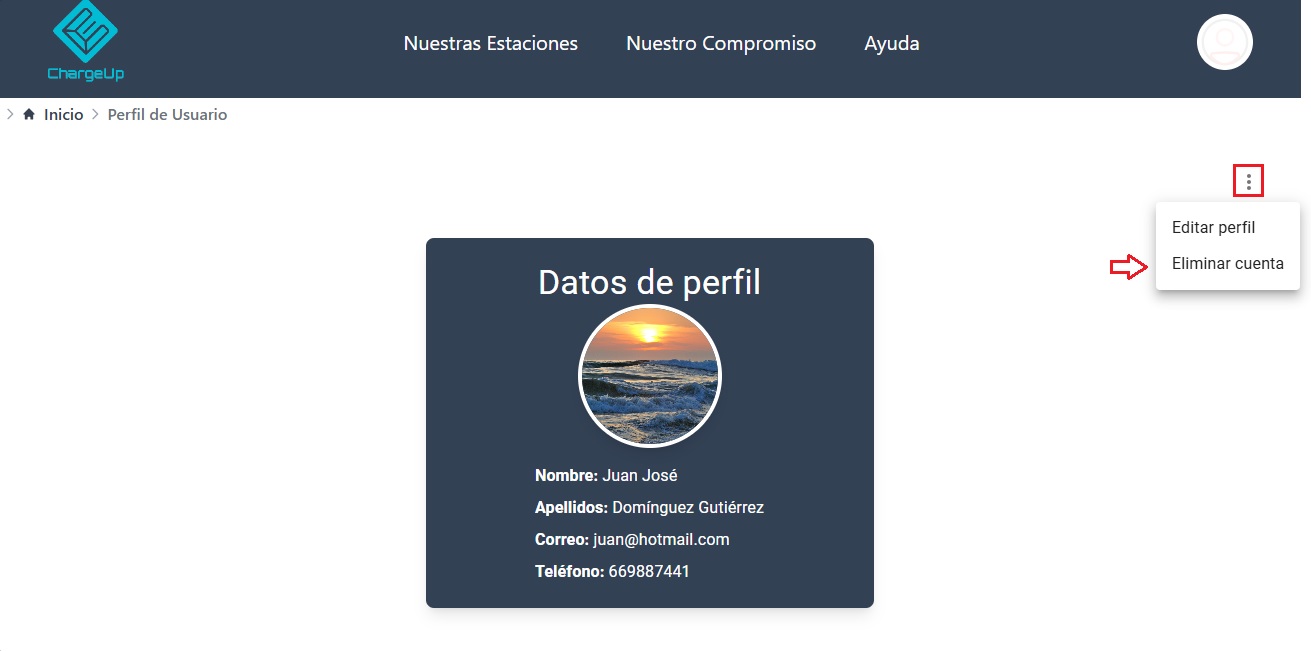 ChargeUp
Nuestras Estaciones Nuestro Compromiso Ayuda
Inicio Perfil de Usuario
Editar perfil
Eliminar cuenta
Datos de perfil
Nombre: Juan José
Apellidos: Domínguez Gutiérrez
Correo: juan@hotmail.com
Teléfono: 669887441